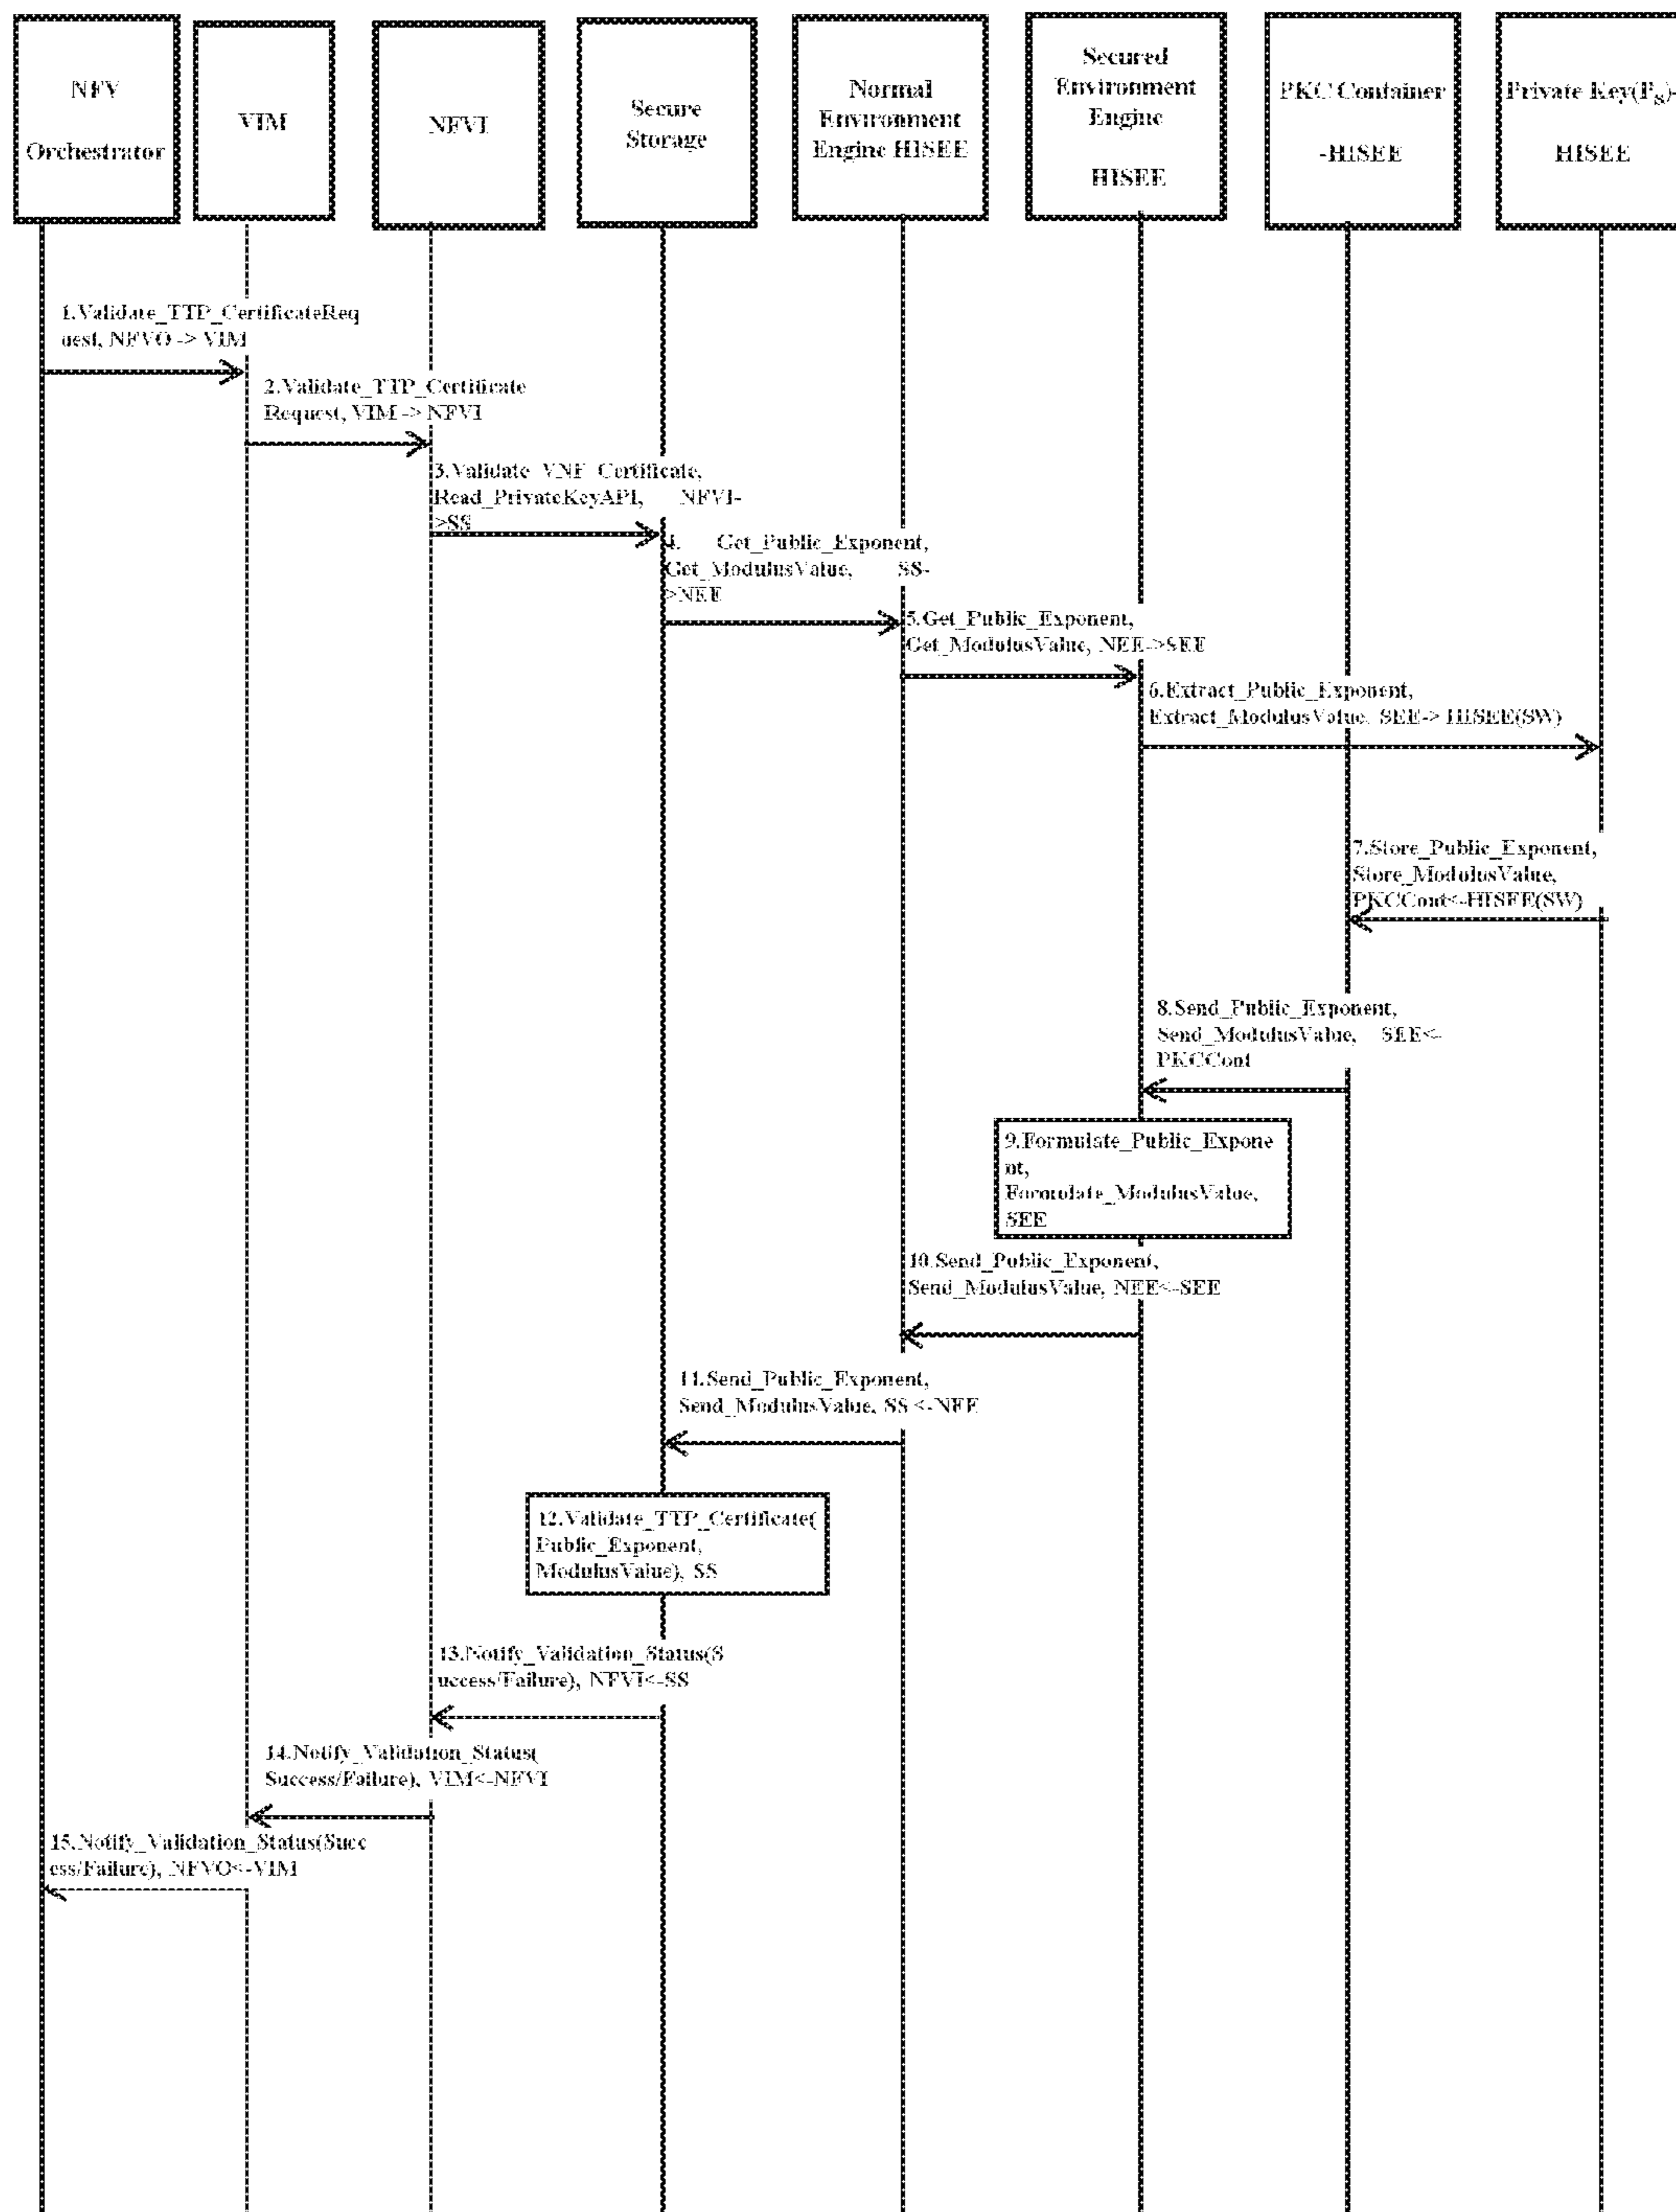 NFV
Orchestrator
VIM
NFVI
Secure
Storage
Normal
Environment
Engine HISEE
Secured
Environment
Engine
HISEE
PKC Container
-HISEE
Private Key(PS)-
HISEE
1.Validate_TTP_CertificateReq
uest, NFVO -> VIM
2.Validate_TTP_Certificate
Request, VIM -> NFVI
3.Validate_VNF_Certificate,
Read_PrivateKeyAPI, NFVI-
>SS
4. Get_Public_Exponent,
Get_ModulusValue, SS-
>NEE
5.Get_Public_Exponent,
Get_ModulusValue, NEE->SEE
6.Extract_Public_Exponent,
Extract_ModulusValue, SEE-> HISEE(SW)
7.Store_Public_Exponent,
Store_ModulusValue,
PKCCont<-HISEE(SW)
8.Send_Public_Exponent,
Send_ModulusValue, SEE<-
PKCCont
9.Formulate_Public_Expone
nt,
Formulate_ModulusValue,
SEE
10.Send_Public_Exponent,
Send_ModulusValue, NEE<-SEE
11.Send_Public_Exponent,
Send_ModulusValue, SS <-NEE
12.Validate_TTP_Certificate(
Public_Exponent,
ModulusValue), SS
13.Notify_Validation_Status(S
uccess/Failure), NFVI<-SS
14.Notify_Validation_Status(
Success/Failure), VIM<-NFVI
15.Notify_Validation_Status(Succ
ess/Failure), NFVO<-VIM